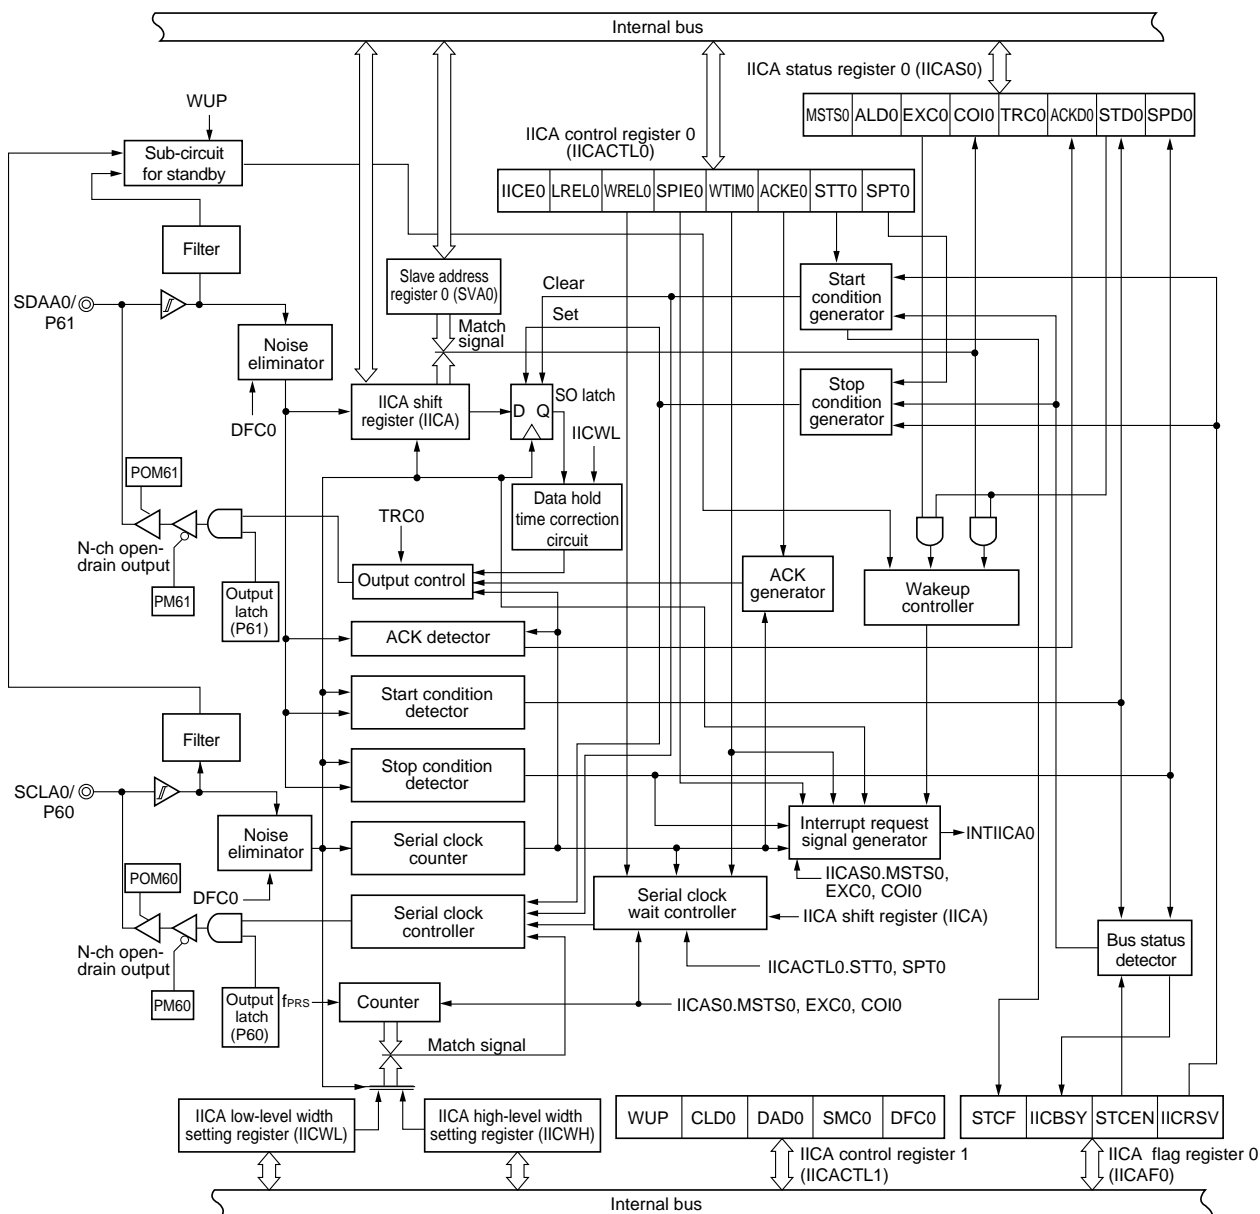 Internal bus
IICA status register 0 (IICAS0)
MSTS0 ALD0 EXC0 COI0 TRC0 ACKD0 STD0 SPD0
WUP
Sub-circuit
for standby
IICA control register 0
(IICACTL0)
IICE0 LREL0 WREL0 SPIE0 WTIM0 ACKE0 STT0 SPT0
Filter
Slave address
register 0 (SVA0)
Start
condition
generator
Clear
Set
SDAA0/
P61
Match
signal
Noise
eliminator
DFC0
IICA shift
register (IICA)
D Q
SO latch
IICWL
Stop
condition
generator
POM61
N-ch open-
drain output
PM61
Output
latch
(P61)
TRC0
Data hold
time correction
circuit
Output control
ACK
generator
Wakeup
controller
ACK detector
Start condition
detector
Filter
Stop condition
detector
SCLA0/
P60
Noise
eliminator
DFC0
Serial clock
counter
Interrupt request
signal generator
INTIICA0
IICAS0.MSTS0,
EXC0, COI0
POM60
N-ch open-
drain output
PM60
Output
latch
(P60)
Serial clock
controller
Serial clock
wait controller
IICA shift register (IICA)
IICACTL0.STT0, SPT0
Bus status
detector
fPRS
Counter
IICAS0.MSTS0, EXC0, COI0
Match signal
IICA low-level width
setting register (IICWL)
IICA high-level width
setting register (IICWH)
WUP CLD0 DAD0 SMC0 DFC0
STCF IICBSY STCEN IICRSV
IICA control register 1
(IICACTL1)
IICA flag register 0
(IICAF0)
Internal bus